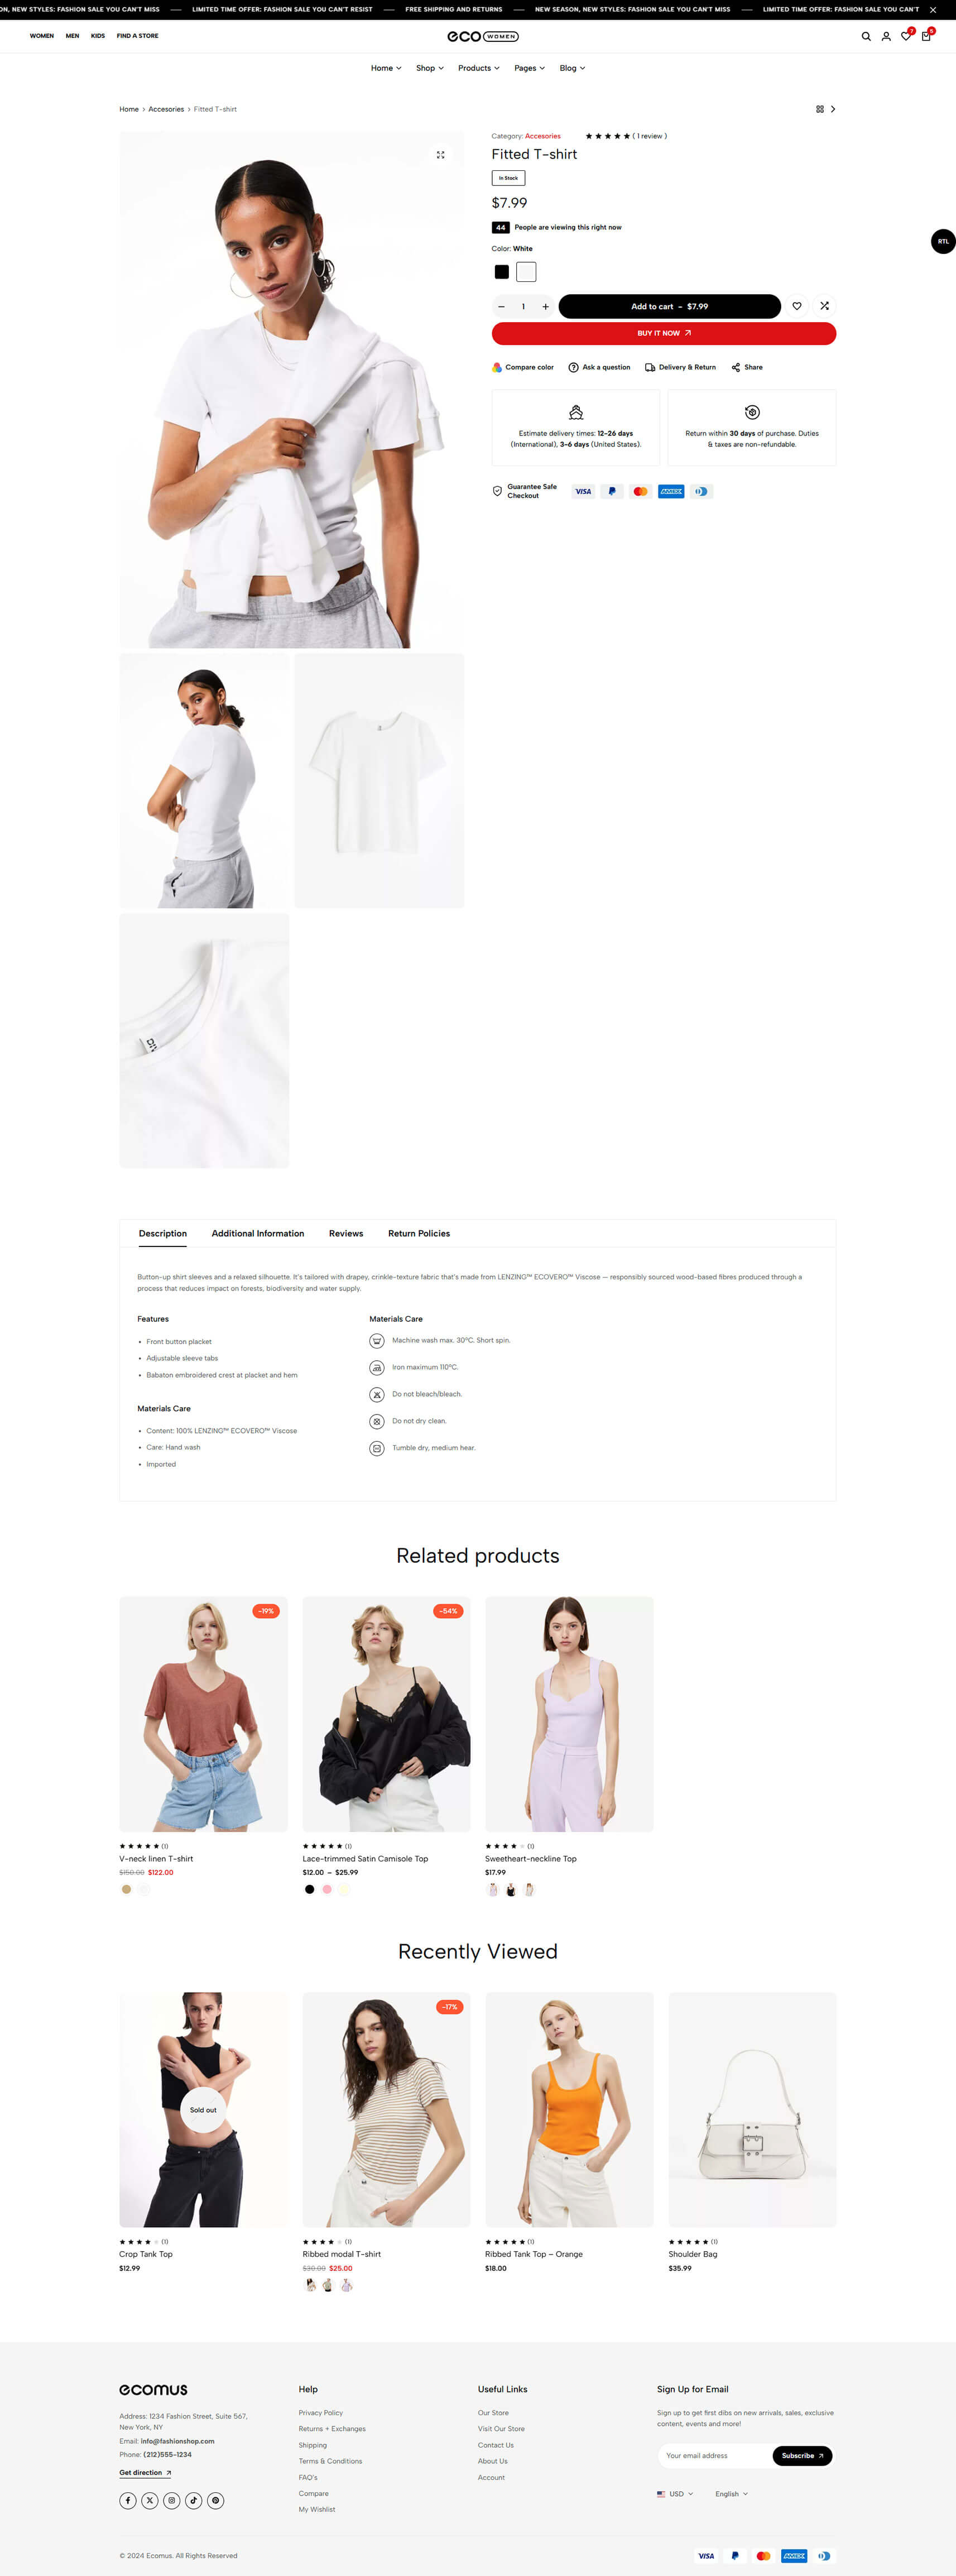 ON, NEW STYLES: FASHION SALE YOU CAN'T MISS — LIMITED TIME OFFER: FASHION SALE YOU CAN'T RESIST — FREE SHIPPING AND RETURNS — NEW SEASON, NEW STYLES: FASHION SALE YOU CAN'T MISS — LIMITED TIME OFFER: FASHION SALE YOU CAN'T
WOMEN MEN KIDS FIND A STORE
eco WOMEN
7 5
Home Shop Products Pages Blog
Home > Accesories > Fitted T-shirt
Category: Accesories ( 1 review )
Fitted T-shirt
In Stock
$7.99
44 People are viewing this right now
RTL
Color: White
− 1 + Add to cart - $7.99
BUY IT NOW
Compare color Ask a question Delivery & Return Share
Estimate delivery times: 12-26 days
(International), 3-6 days (United States).
Return within 30 days of purchase. Duties
& taxes are non-refundable.
Guarantee Safe
Checkout
VISA AMEX
Description Additional Information Reviews Return Policies
Button-up shirt sleeves and a relaxed silhouette. It's tailored with drapey, crinkle-texture fabric that's made from LENZING™ ECOVERO™ Viscose — responsibly sourced wood-based fibres produced through a
process that reduces impact on forests, biodiversity and water supply.
Features
Front button placket
Adjustable sleeve tabs
Babaton embroidered crest at placket and hem
Materials Care
Content: 100% LENZING™ ECOVERO™ Viscose
Care: Hand wash
Imported
Materials Care
Machine wash max. 30ºC. Short spin.
Iron maximum 110ºC.
Do not bleach/bleach.
Do not dry clean.
Tumble dry, medium hear.
Related products
-19%
(1)
V-neck linen T-shirt
$150.00 $122.00
-54%
(1)
Lace-trimmed Satin Camisole Top
$12.00 – $25.99
(1)
Sweetheart-neckline Top
$17.99
Recently Viewed
Sold out
(1)
Crop Tank Top
$12.99
-17%
(1)
Ribbed modal T-shirt
$30.00 $25.00
(1)
Ribbed Tank Top – Orange
$18.00
(1)
Shoulder Bag
$35.99
ecomus
Address: 1234 Fashion Street, Suite 567,
New York, NY
Email: info@fashionshop.com
Phone: (212)555-1234
Get direction
Help
Privacy Policy
Returns + Exchanges
Shipping
Terms & Conditions
FAQ's
Compare
My Wishlist
Useful Links
Our Store
Visit Our Store
Contact Us
About Us
Account
Sign Up for Email
Sign up to get first dibs on new arrivals, sales, exclusive
content, events and more!
Your email address Subscribe
USD English
© 2024 Ecomus. All Rights Reserved
VISA AMEX